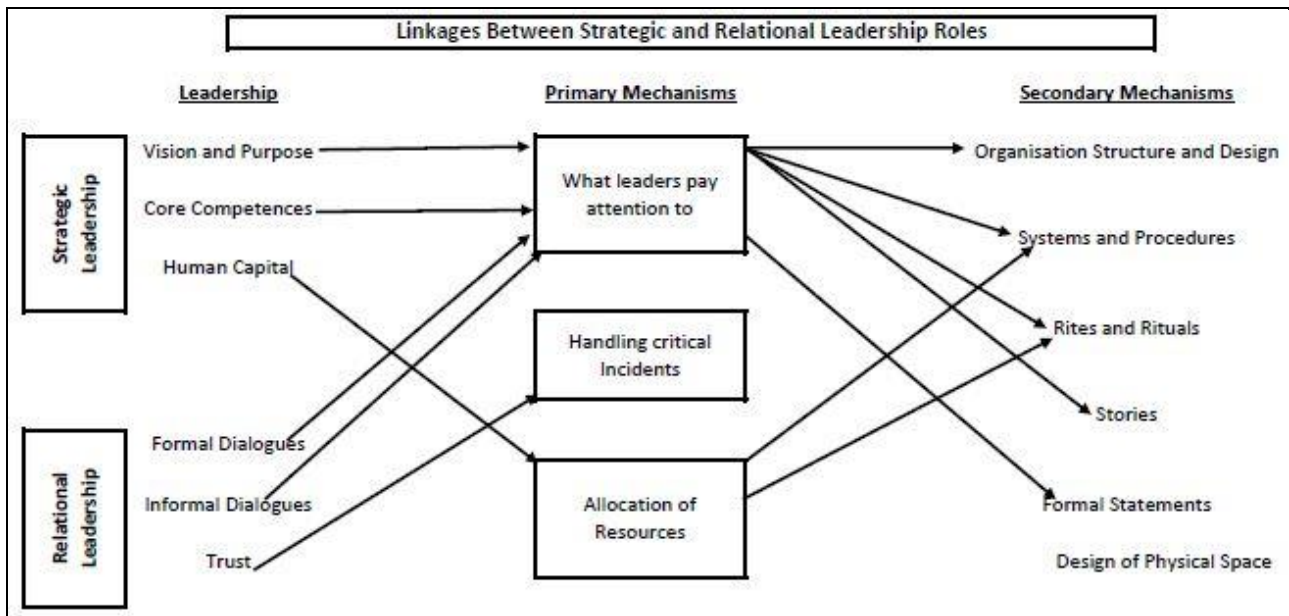 Linkages Between Strategic and Relational Leadership Roles
Leadership
Primary Mechanisms
Secondary Mechanisms
Strategic
Leadership
Vision and Purpose
Core Competences
Human Capital
Relational
Leadership
Formal Dialogues
Informal Dialogues
Trust
What leaders pay
attention to
Handling critical
Incidents
Allocation of
Resources
Organisation Structure and Design
Systems and Procedures
Rites and Rituals
Stories
Formal Statements
Design of Physical Space